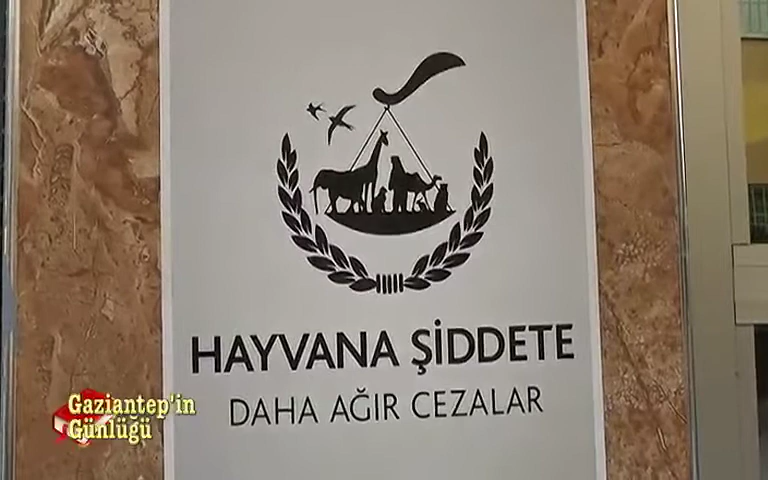 HAYVANA ŞİDDETE
DAHA AĞIR CEZALAR
Gaziantep'in
Günlüğü